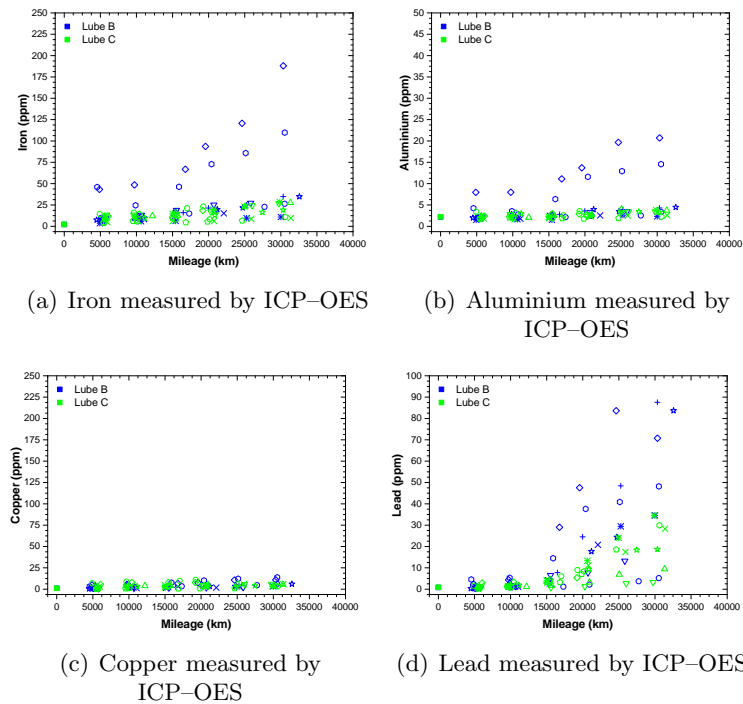 250
225
200
175
150
125
100
75
50
25
0
Iron (ppm)
Lube B
Lube C
0 5000 10000 15000 20000 25000 30000 35000 40000
Mileage (km)
(a) Iron measured by ICP–OES
50
45
40
35
30
25
20
15
10
5
0
Aluminium (ppm)
Lube B
Lube C
0 5000 10000 15000 20000 25000 30000 35000 40000
Mileage (km)
(b) Aluminium measured by
ICP–OES
250
225
200
175
150
125
100
75
50
25
0
Copper (ppm)
Lube B
Lube C
0 5000 10000 15000 20000 25000 30000 35000 40000
Mileage (km)
(c) Copper measured by
ICP–OES
100
90
80
70
60
50
40
30
20
10
0
Lead (ppm)
Lube B
Lube C
0 5000 10000 15000 20000 25000 30000 35000 40000
Mileage (km)
(d) Lead measured by ICP–OES